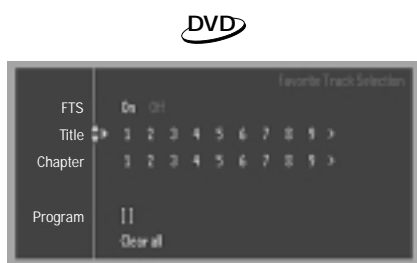 DVD
Favorite Track Selection
FTS On Off
Title 1 2 3 4 5 6 7 8 9 >
Chapter 1 2 3 4 5 6 7 8 9 >
Program [ ]
Clear all